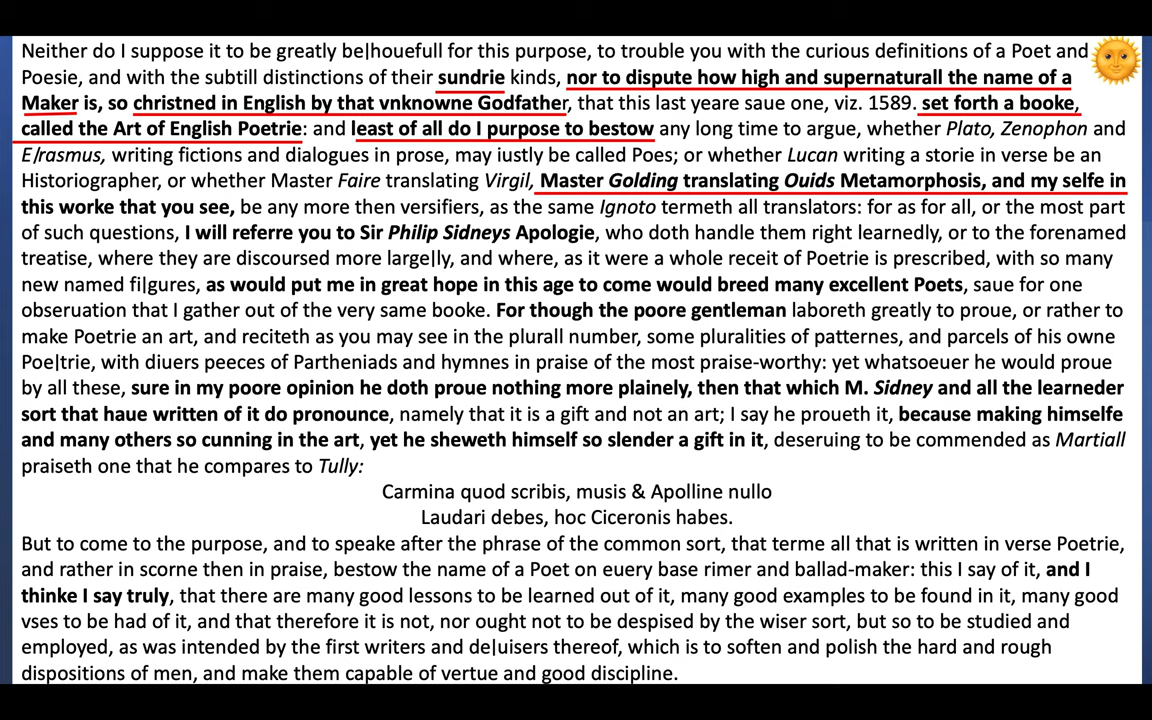 Neither do I suppose it to be greatly be|houefull for this purpose, to trouble you with the curious definitions of a Poet and
Poesie, and with the subtill distinctions of their sundrie kinds, nor to dispute how high and supernaturall the name of a
Maker is, so christned in English by that vnknowne Godfather, that this last yeare saue one, viz. 1589. set forth a booke,
called the Art of English Poetrie: and least of all do I purpose to bestow any long time to argue, whether Plato, Zenophon and
E/rasmus, writing fictions and dialogues in prose, may iustly be called Poes; or whether Lucan writing a storie in verse be an
Historiographer, or whether Master Faire translating Virgil, Master Golding translating Ouids Metamorphosis, and my selfe in
this worke that you see, be any more then versifiers, as the same Ignoto termeth all translators: for as for all, or the most part
of such questions, I will referre you to Sir Philip Sidneys Apologie, who doth handle them right learnedly, or to the forenamed
treatise, where they are discoursed more large|ly, and where, as it were a whole receit of Poetrie is prescribed, with so many
new named fi|gures, as would put me in great hope in this age to come would breed many excellent Poets, saue for one
obseruation that I gather out of the very same booke. For though the poore gentleman laboreth greatly to proue, or rather to
make Poetrie an art, and reciteth as you may see in the plurall number, some pluralities of patternes, and parcels of his owne
Poe|trie, with diuers peeces of Partheniads and hymnes in praise of the most praise-worthy: yet whatsoeuer he would proue
by all these, sure in my poore opinion he doth proue nothing more plainely, then that which M. Sidney and all the learneder
sort that haue written of it do pronounce, namely that it is a gift and not an art; I say he proueth it, because making himselfe
and many others so cunning in the art, yet he sheweth himself so slender a gift in it, deseruing to be commended as Martiall
praiseth one that he compares to Tully:
Carmina quod scribis, musis & Apolline nullo
Laudari debes, hoc Ciceronis habes.
But to come to the purpose, and to speake after the phrase of the common sort, that terme all that is written in verse Poetrie,
and rather in scorne then in praise, bestow the name of a Poet on euery base rimer and ballad-maker: this I say of it, and I
thinke I say truly, that there are many good lessons to be learned out of it, many good examples to be found in it, many good
vses to be had of it, and that therefore it is not, nor ought not to be despised by the wiser sort, but so to be studied and
employed, as was intended by the first writers and de|uisers thereof, which is to soften and polish the hard and rough
dispositions of men, and make them capable of vertue and good discipline.